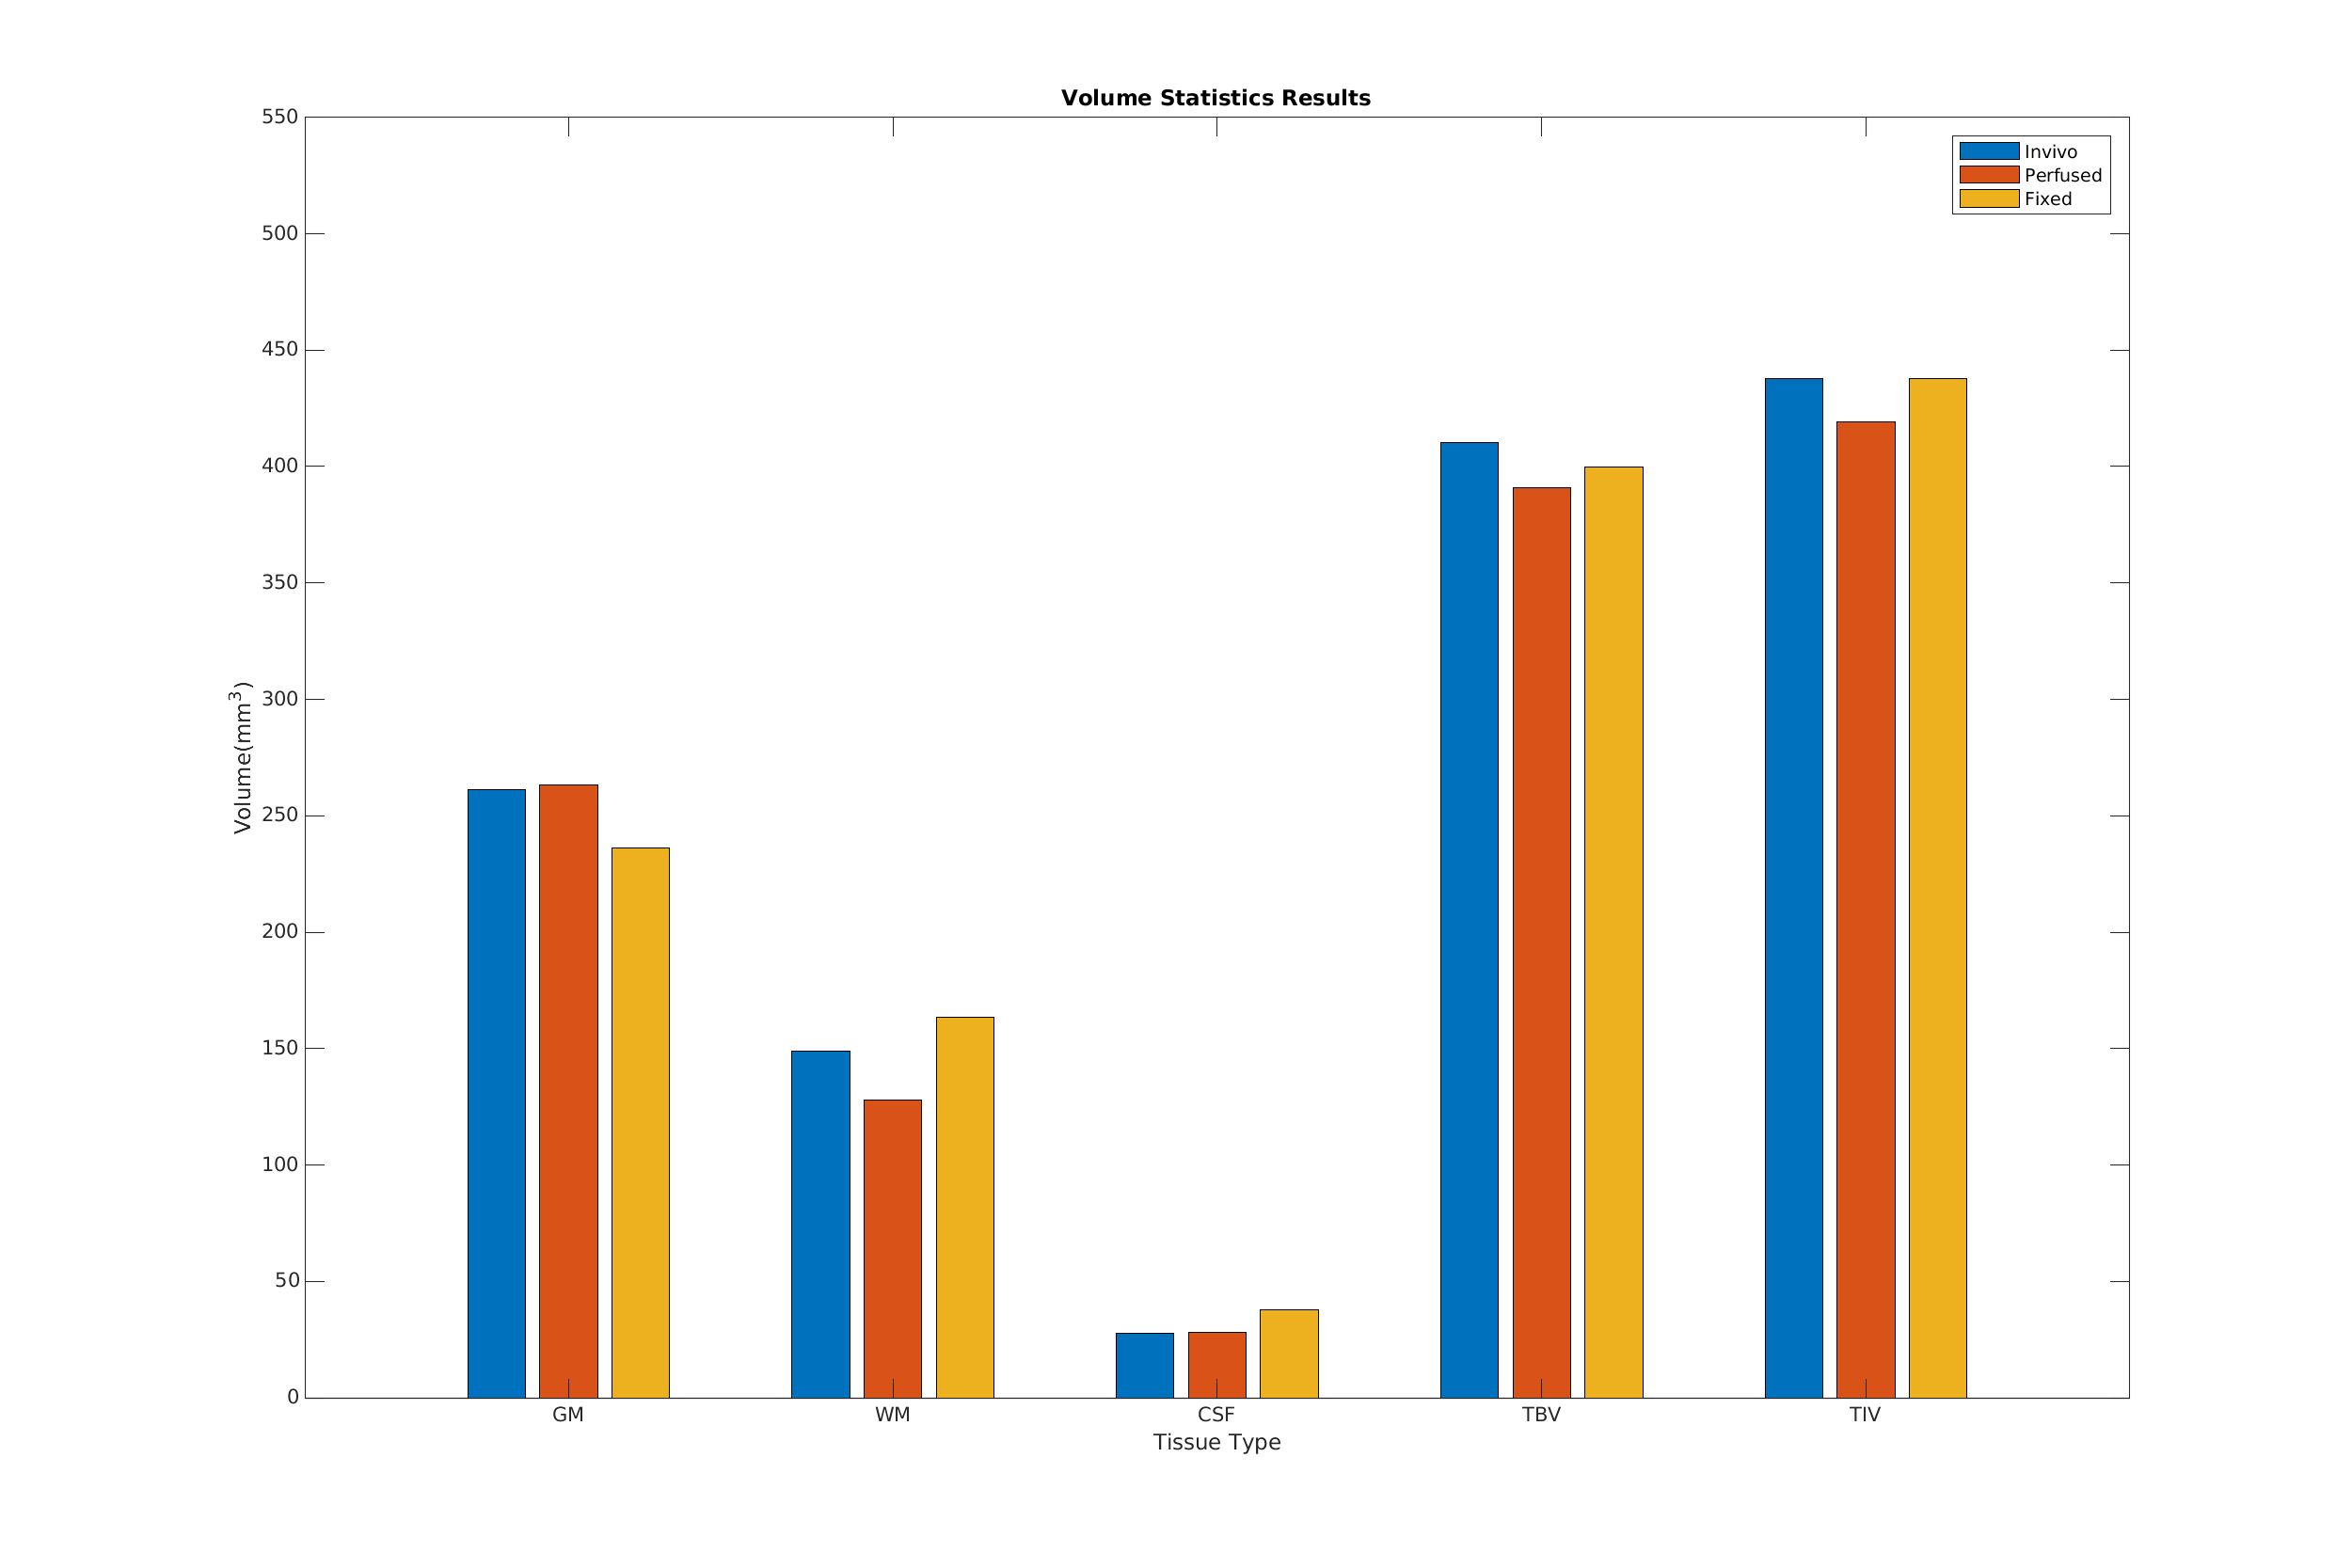 Volume Statistics Results
550
500
450
400
350
300
250
200
150
100
50
0
Volume(mm³)
Invivo
Perfused
Fixed
GM WM CSF TBV TIV
Tissue Type